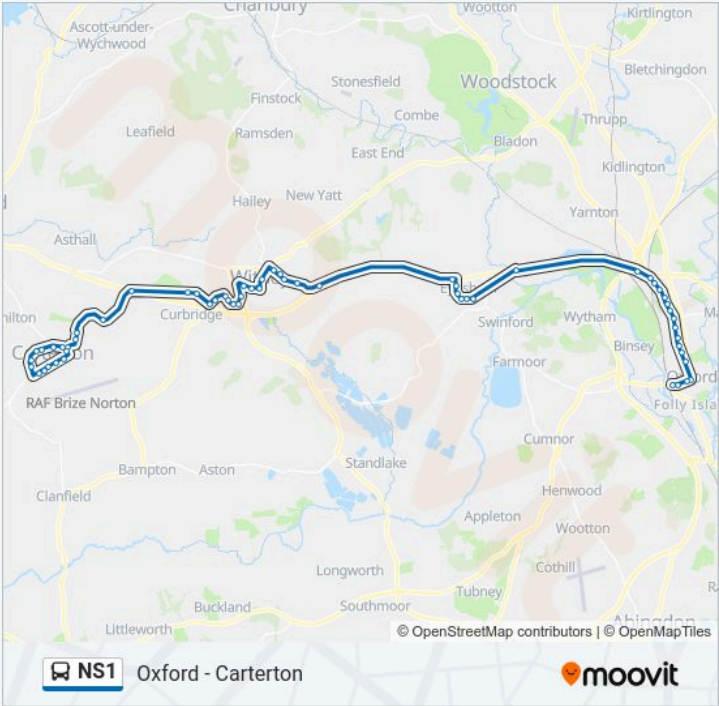 Charlbury
Wootton
Kirtlington
Ascott-under-
Wychwood
Bletchingdon
Stonesfield
Woodstock
Finstock
Combe
Thrupp
Leafield
Ramsden
Bladon
East End
Kidlington
Hailey
New Yatt
Yarnton
Asthall
Curbridge
Swinford
Wytham
Binsey
Farmoor
RAF Brize Norton
Folly Isla
Cumnor
Bampton
Aston
Standlake
Clanfield
Henwood
Appleton
Wootton
Cothill
Longworth
Tubney
Buckland
Southmoor
Abingdon
Littleworth
© OpenStreetMap contributors | © OpenMapTiles
NS1
Oxford - Carterton
moovit